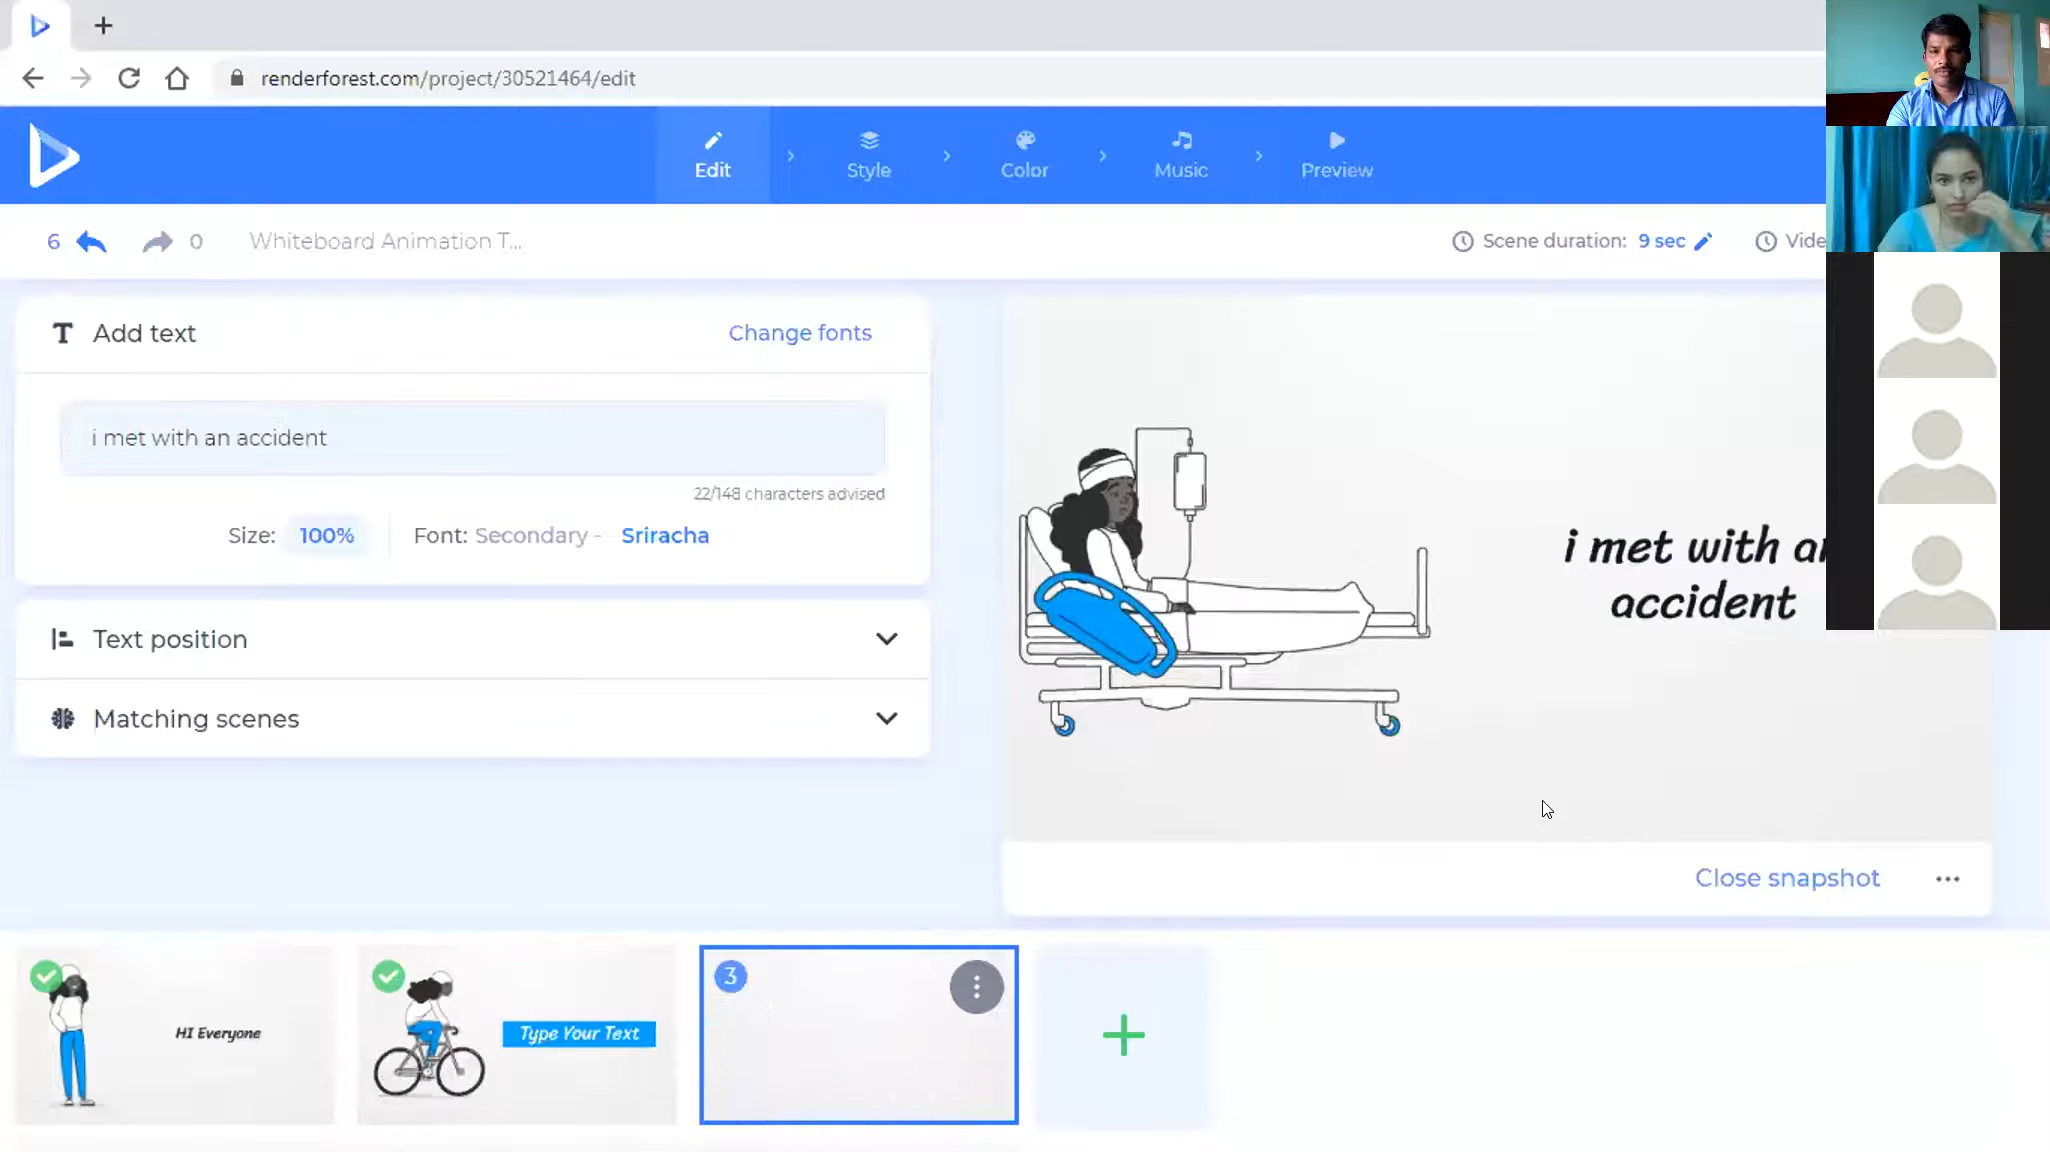 renderforest.com/project/30521464/edit
Edit
Style
Color
Music
Preview
6
0
Whiteboard Animation T...
Scene duration: 9 sec
Vide
Add text
Change fonts
i met with an accident
22/148 characters advised
Size: 100%
Font: Secondary - Sriracha
Text position
Matching scenes
i met with an
accident
Close snapshot
HI Everyone
Type Your Text
3